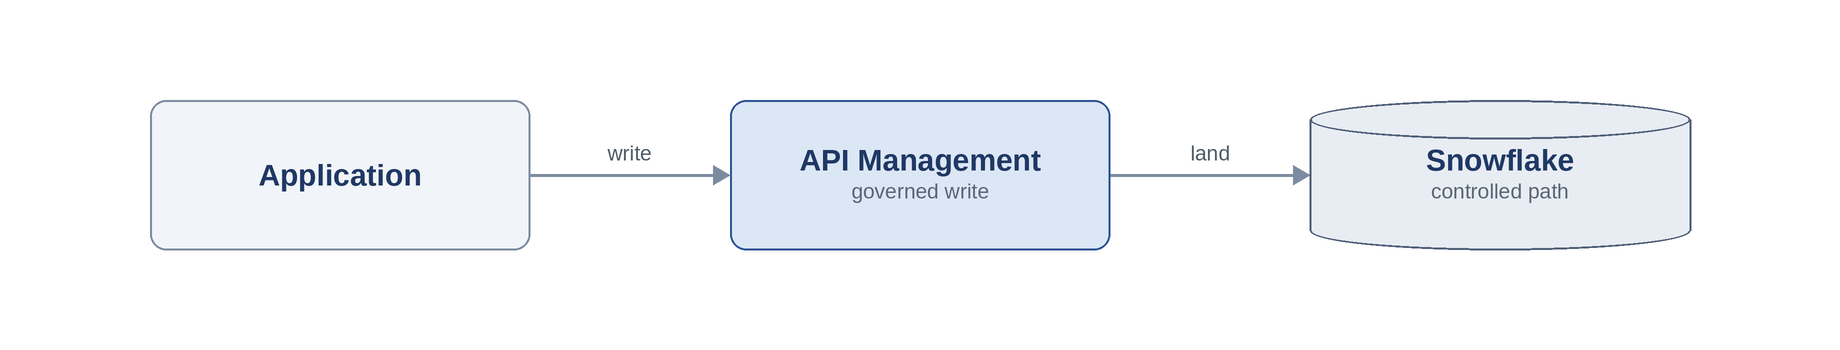 Application
write
API Management
governed write
land
Snowflake
controlled path